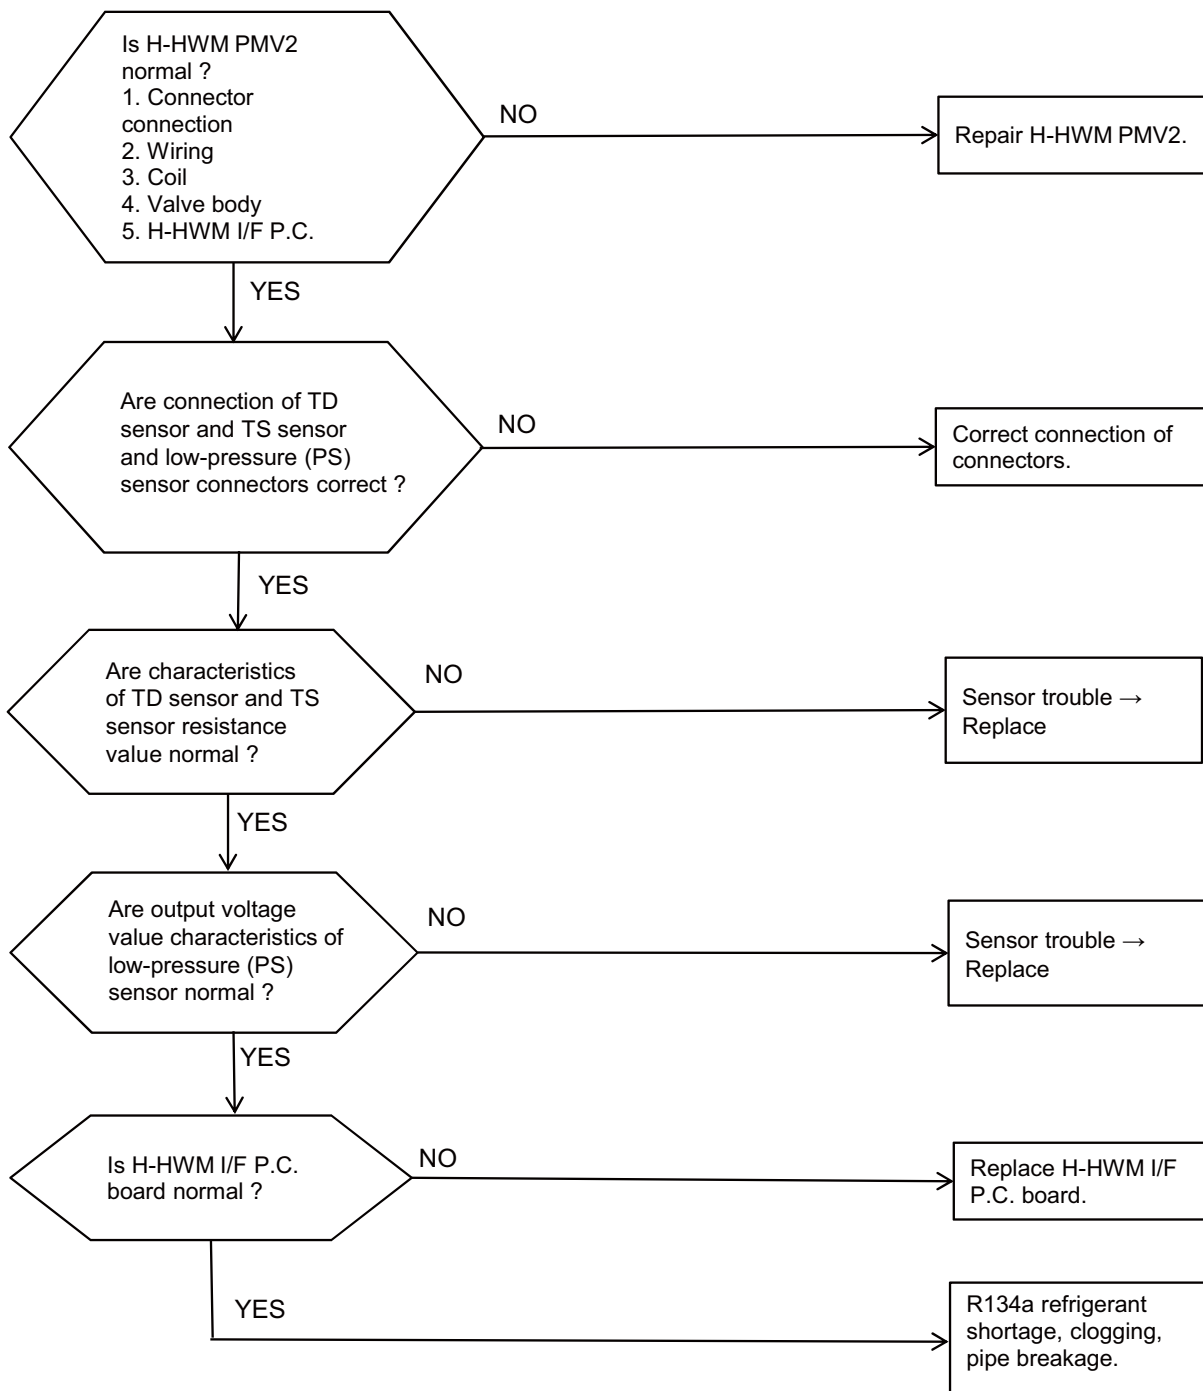 Is H-HWM PMV2
normal ?
1. Connector
connection
2. Wiring
3. Coil
4. Valve body
5. H-HWM I/F P.C.
NO
Repair H-HWM PMV2.
YES
Are connection of TD
sensor and TS sensor
and low-pressure (PS)
sensor connectors correct ?
NO
Correct connection of
connectors.
YES
Are characteristics
of TD sensor and TS
sensor resistance
value normal ?
NO
Sensor trouble →
Replace
YES
Are output voltage
value characteristics of
low-pressure (PS)
sensor normal ?
NO
Sensor trouble →
Replace
YES
Is H-HWM I/F P.C.
board normal ?
NO
Replace H-HWM I/F
P.C. board.
YES
R134a refrigerant
shortage, clogging,
pipe breakage.